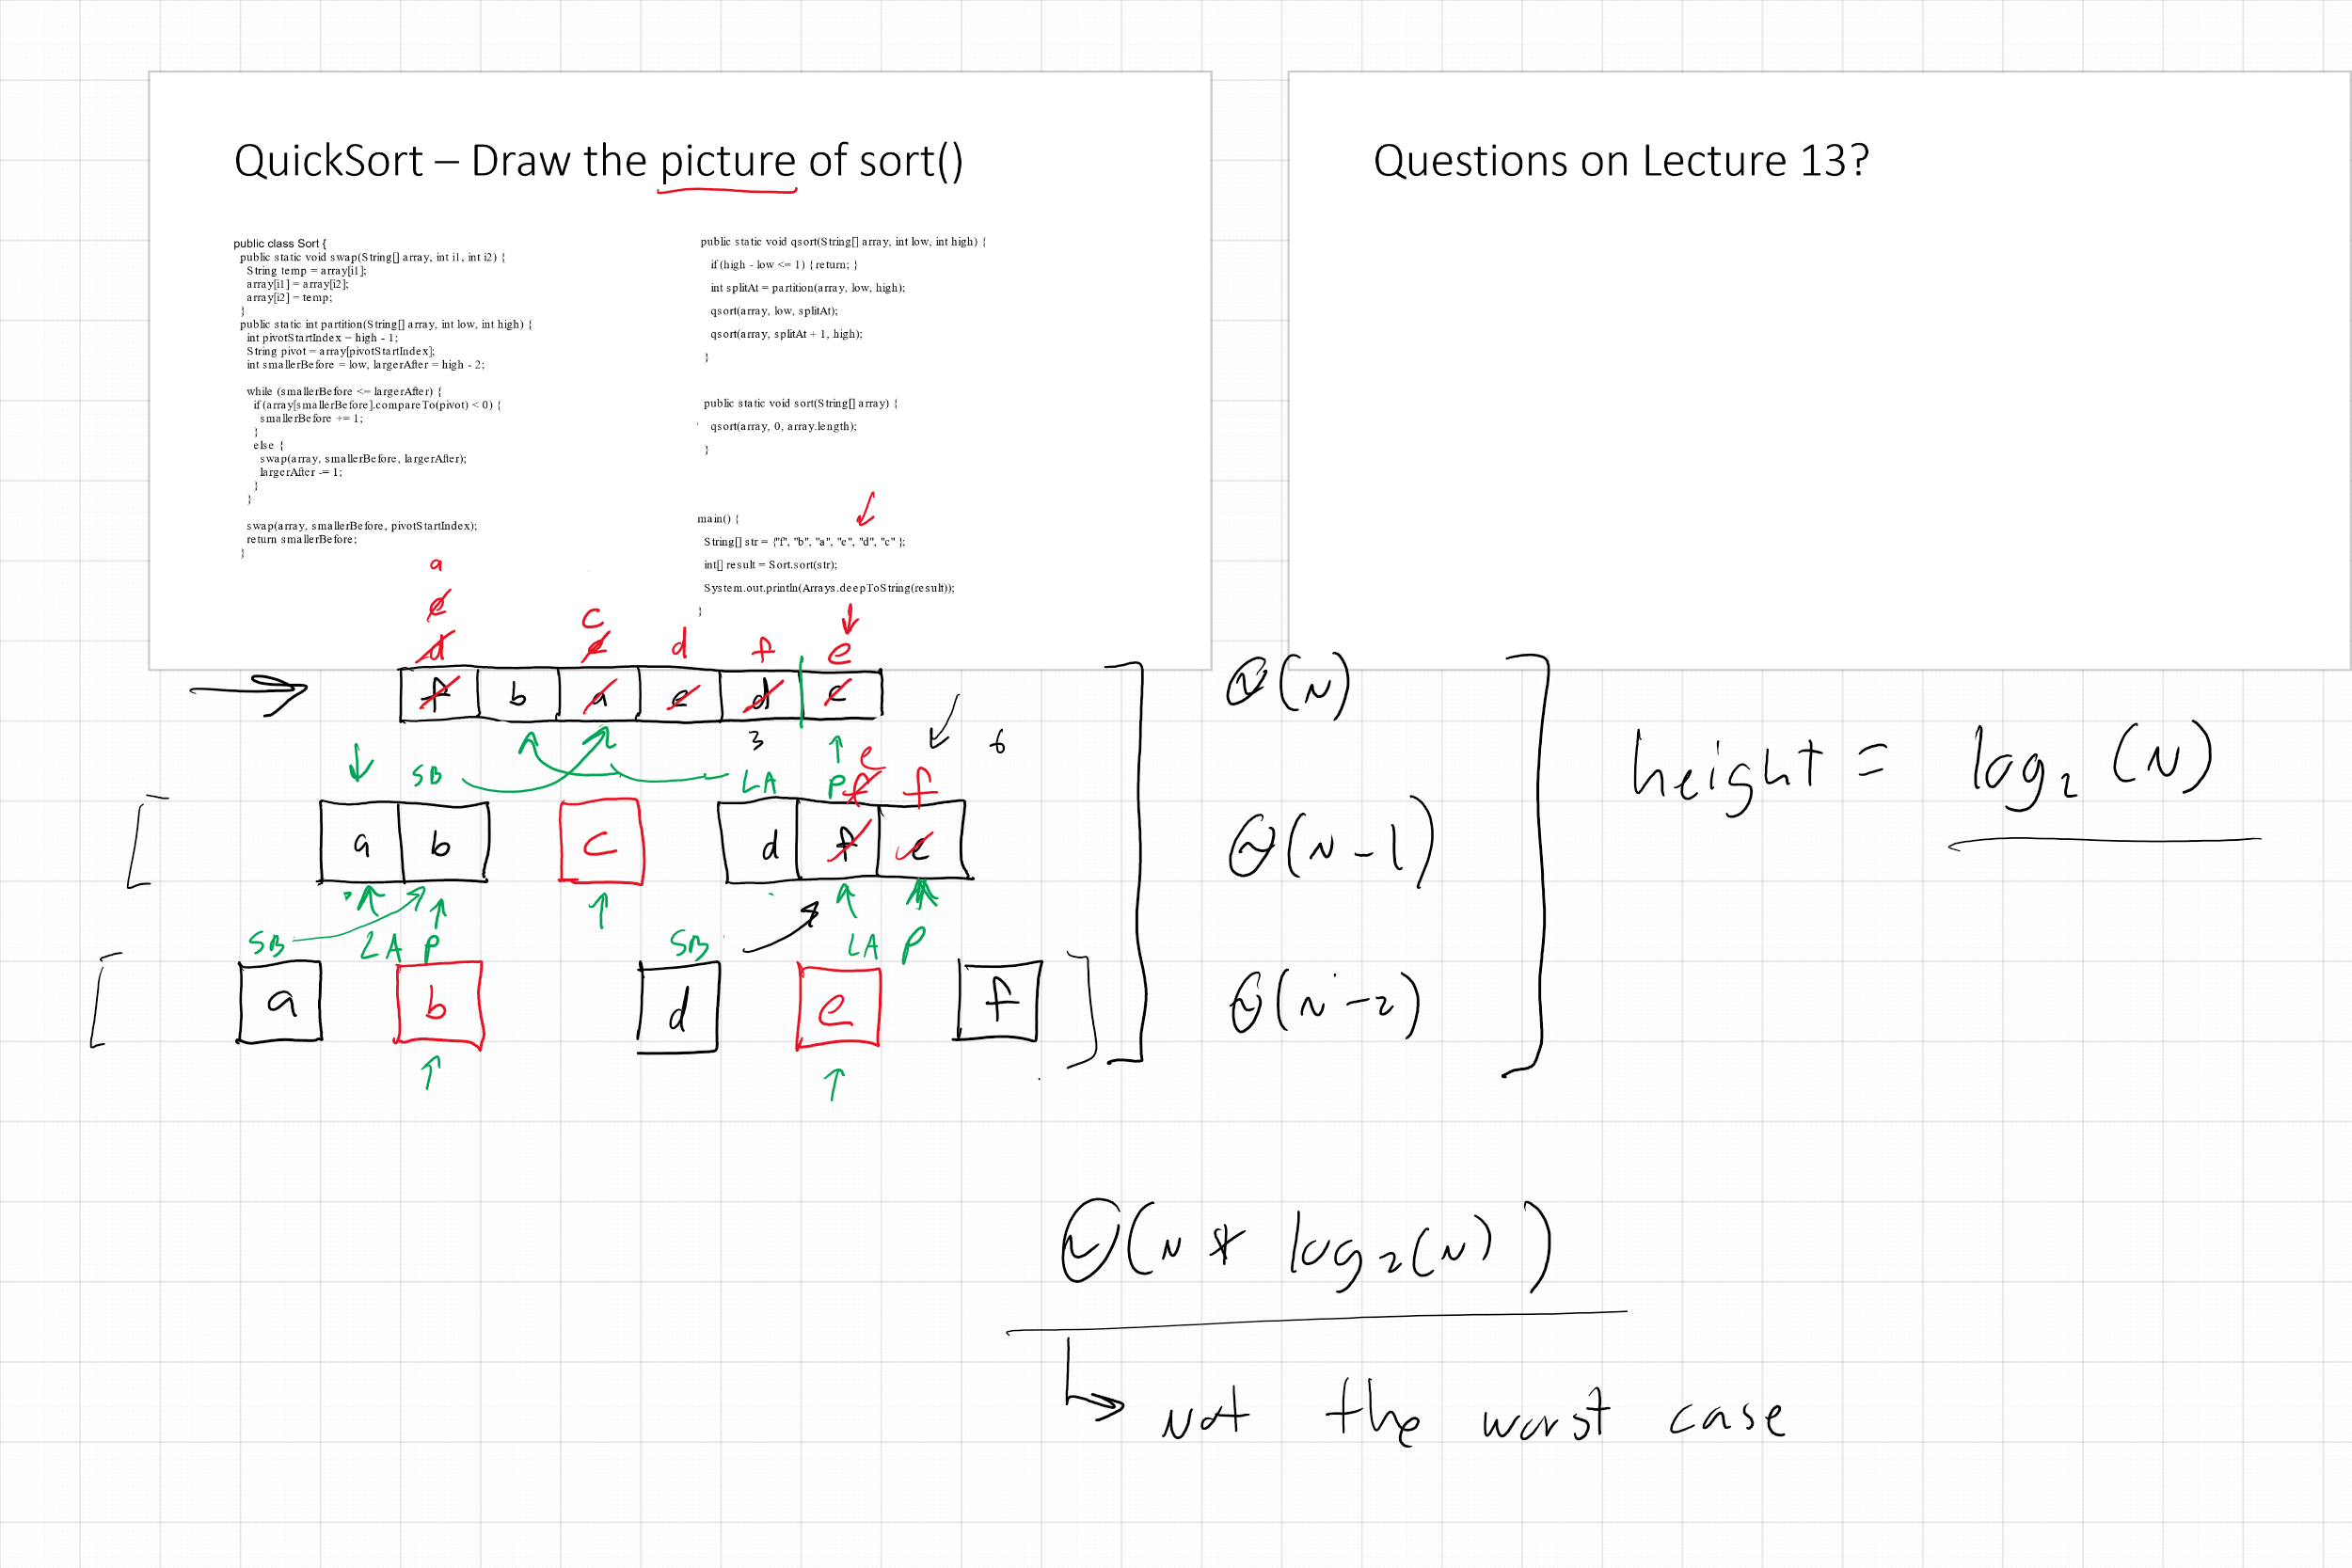 QuickSort – Draw the picture of sort()
public class Sort {
public static void swap(String[] array, int i1, int i2) {
String temp = array[i1];
array[i1] = array[i2];
array[i2] = temp;
}
public static int partition(String[] array, int low, int high) {
int pivotStartIndex = high - 1;
String pivot = array[pivotStartIndex];
int smallerBefore = low, largerAfter = high - 2;
while (smallerBefore <= largerAfter) {
if (array[smallerBefore].compareTo(pivot) < 0) {
smallerBefore += 1;
}
else {
swap(array, smallerBefore, largerAfter);
largerAfter -= 1;
}
}
swap(array, smallerBefore, pivotStartIndex);
return smallerBefore;
}
public static void qsort(String[] array, int low, int high) {
if (high - low <= 1) { return; }
int splitAt = partition(array, low, high);
qsort(array, low, splitAt);
qsort(array, splitAt + 1, high);
}
public static void sort(String[] array) {
qsort(array, 0, array.length);
}
main() {
String[] str = {"f", "b", "a", "e", "d", "c" };
int[] result = Sort.sort(str);
System.out.println(Arrays.deepToString(result));
}
Questions on Lecture 13?
a
e c
d e d f e
f b a e d c
3 6
SB LA P e
f f
a b c d f e
SB LA P SB LA P
a b d e f
Θ(N)
Θ(N-1)
Θ(N-2)
height = log2 (N)
Θ(N * log2(N))
not the worst case